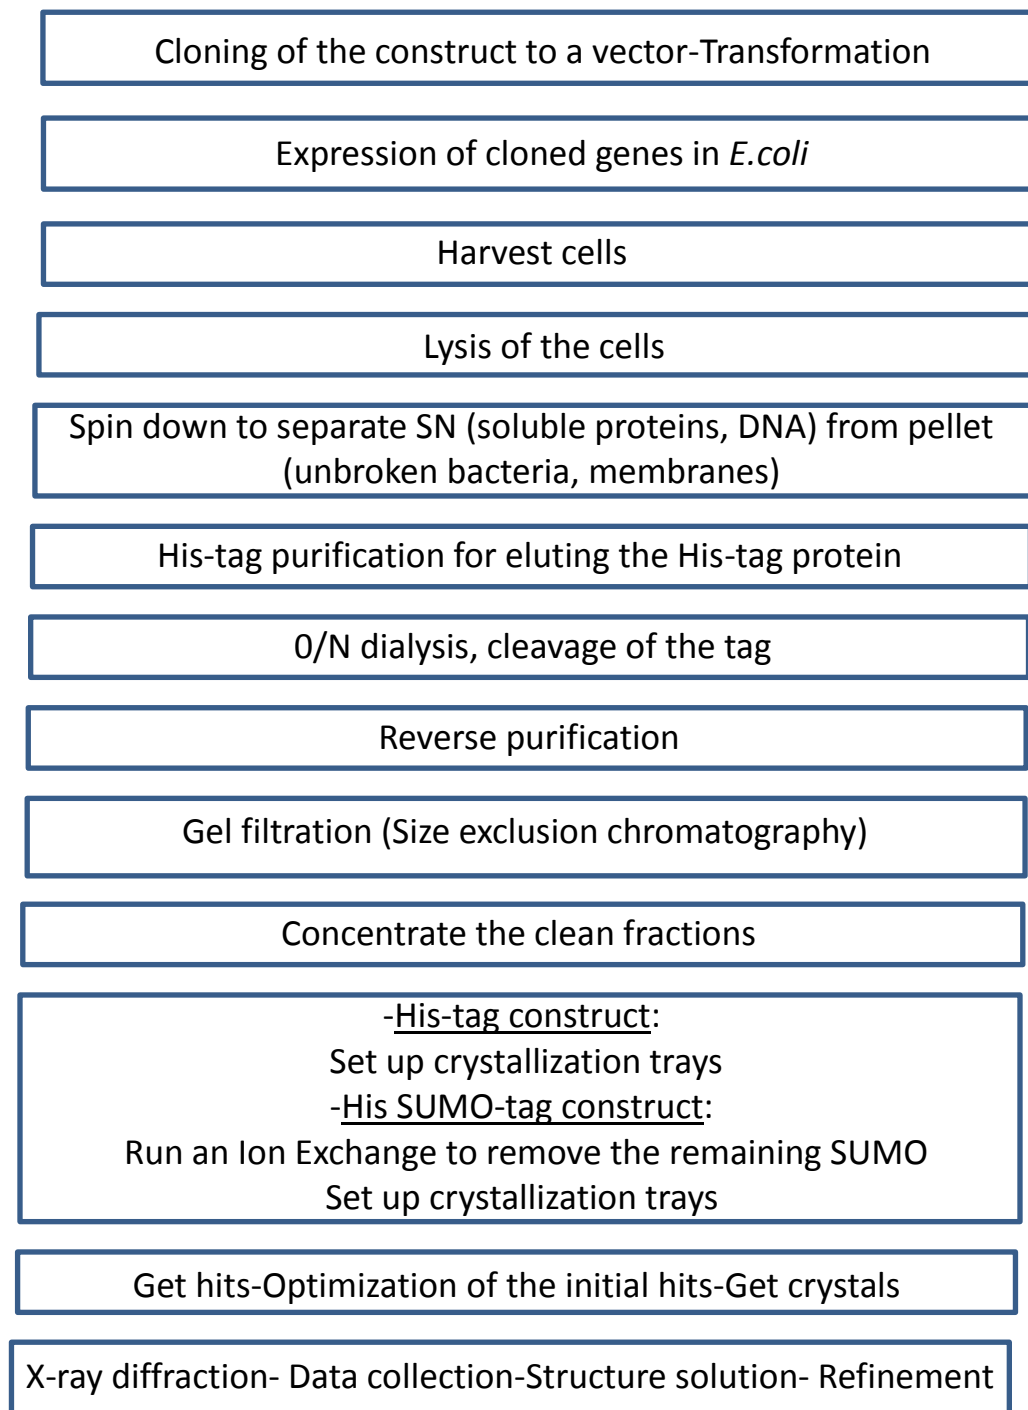 Cloning of the construct to a vector-Transformation
Expression of cloned genes in E.coli
Harvest cells
Lysis of the cells
Spin down to separate SN (soluble proteins, DNA) from pellet
(unbroken bacteria, membranes)
His-tag purification for eluting the His-tag protein
0/N dialysis, cleavage of the tag
Reverse purification
Gel filtration (Size exclusion chromatography)
Concentrate the clean fractions
-His-tag construct:
Set up crystallization trays
-His SUMO-tag construct:
Run an Ion Exchange to remove the remaining SUMO
Set up crystallization trays
Get hits-Optimization of the initial hits-Get crystals
X-ray diffraction- Data collection-Structure solution- Refinement